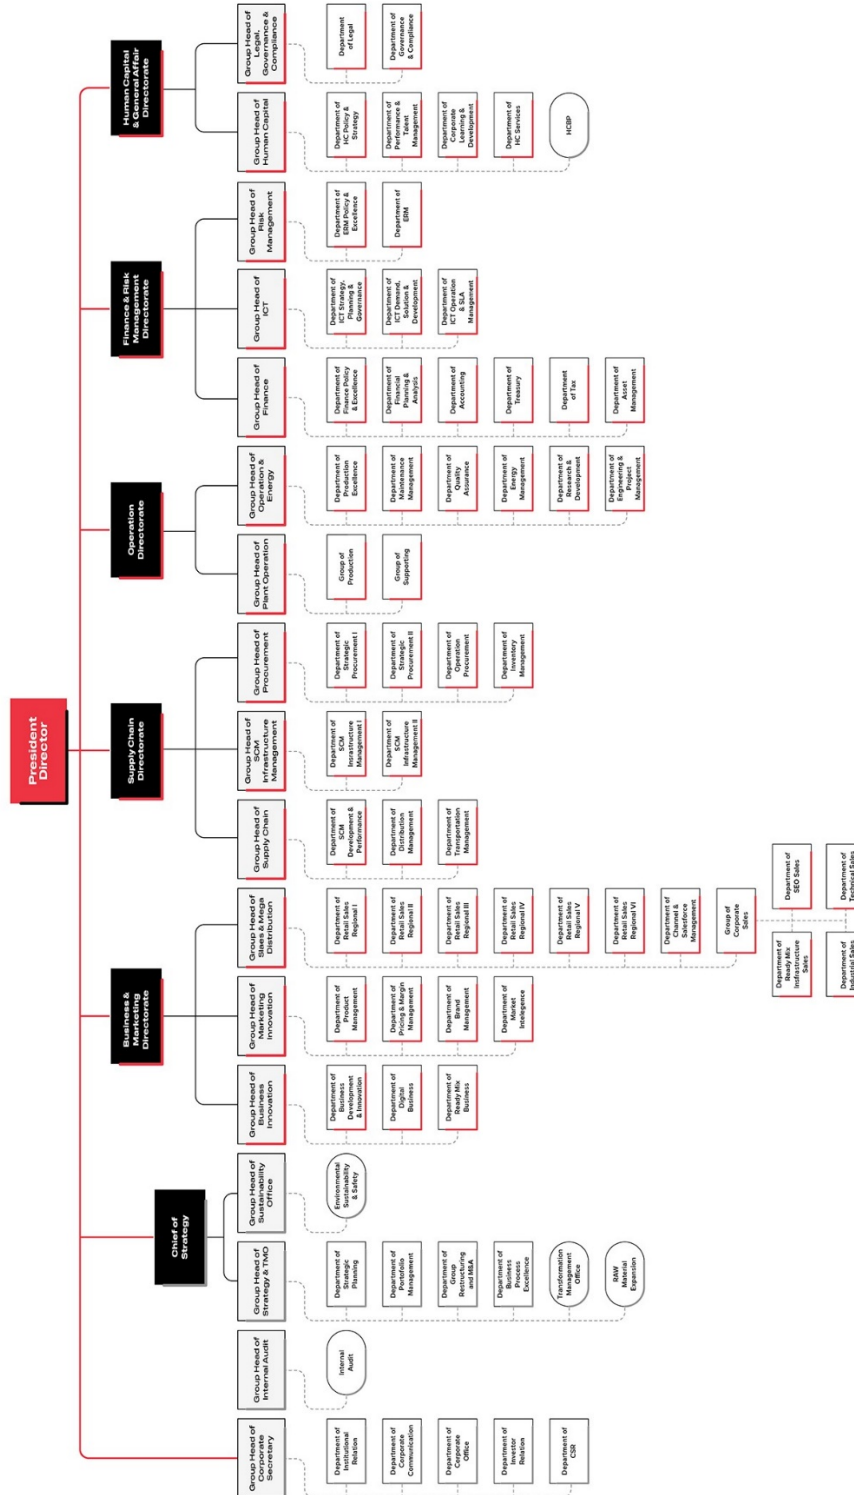 President
Director
Group Head of
Corporate
Secretary
Department of
Institutional
Relation
Department of
Corporate
Communication
Department of
Corporate
Office
Department of
Investor
Relation
Department of
CSR
Group Head of
Internal Audit
Internal
Audit
Chief of
Strategy
Group Head of
Strategy & TMO
Department of
Strategic
Planning
Department of
Portofolio
Management
Department of
Group
Restructuring
and M&A
Department of
Business
Process
Excellence
Transformation
Management
Office
RAW
Material
Expansion
Group Head of
Sustainability
Office
Environmental
Sustainability
& Safety
Business &
Marketing
Directorate
Group Head of
Business
Innovation
Department of
Business
Development
& Innovation
Department of
Digital
Business
Department of
Ready Mix
Business
Group Head of
Marketing
Innovation
Department of
Product
Management
Department of
Pricing & Margin
Management
Department of
Brand
Management
Department of
Market
Intelegence
Group Head of
Slaes & Mega
Distribution
Department of
Retail Sales
Regional I
Department of
Retail Sales
Regional II
Department of
Retail Sales
Regional III
Department of
Retail Sales
Regional IV
Department of
Retail Sales
Regional V
Department of
Retail Sales
Regional VI
Department of
Channel &
Salesforce
Management
Group of
Corporate
Sales
Department of
Ready Mix
Insfrastructure
Sales
Department of
SEO Sales
Department of
Industrial Sales
Department of
Technical Sales
Supply Chain
Directorate
Group Head of
Supply Chain
Department of
SCM
Development &
Performance
Department of
Distribution
Management
Department of
Transportation
Management
Group Head of
SCM
Infrastructure
Management
Department of
SCM
Insrastructure
Management I
Department of
SCM
Infrastructure
Management II
Group Head of
Procurement
Department of
Strategic
Procurement I
Department of
Strategic
Procurement II
Department of
Operation
Procurement
Department of
Inventory
Management
Operation
Directorate
Group Head of
Plant Operation
Group of
Production
Group of
Supporting
Group Head of
Operation &
Energy
Department of
Production
Excellence
Department of
Maintenance
Management
Department of
Quality
Assurance
Department of
Energy
Management
Department of
Research &
Development
Department of
Engineering &
Project
Management
Finance & Risk
Management
Directorate
Group Head of
Finance
Department of
Finance Policy
& Excellence
Department of
Financial
Planning &
Analysis
Department of
Accounting
Department of
Treasury
Department
of Tax
Department of
Asset
Management
Group Head of
ICT
Department of
ICT Strategy,
Planning &
Governance
Department of
ICT Demand,
Solution &
Development
Department of
ICT Operation
& SLA
Management
Group Head of
Risk
Management
Department of
ERM Policy &
Excellence
Department of
ERM
Human Capital
& General Affair
Directorate
Group Head of
Human Capital
Department of
HC Policy &
Strategy
Department of
Performance &
Talent
Management
Department of
Corporate
Learning &
Development
Department of
HC Services
HCBP
Group Head of
Legal,
Governance &
Compliance
Department
of Legal
Department of
Governance
& Compliance